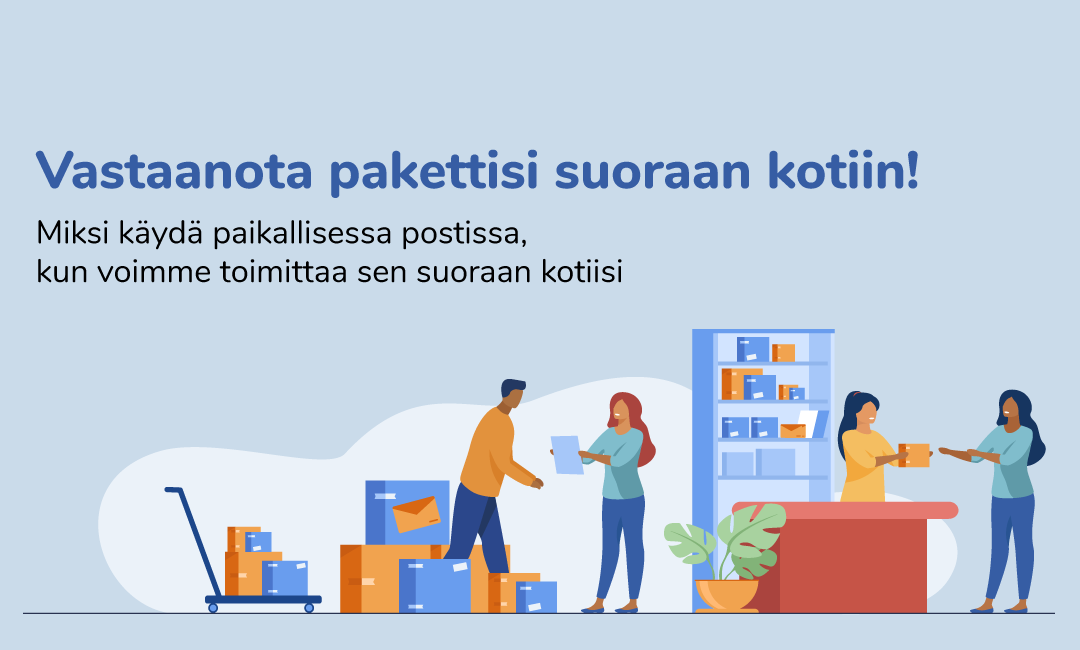 Vastaanota pakettisi suoraan kotiin!
Miksi käydä paikallisessa postissa,
kun voimme toimittaa sen suoraan kotiisi